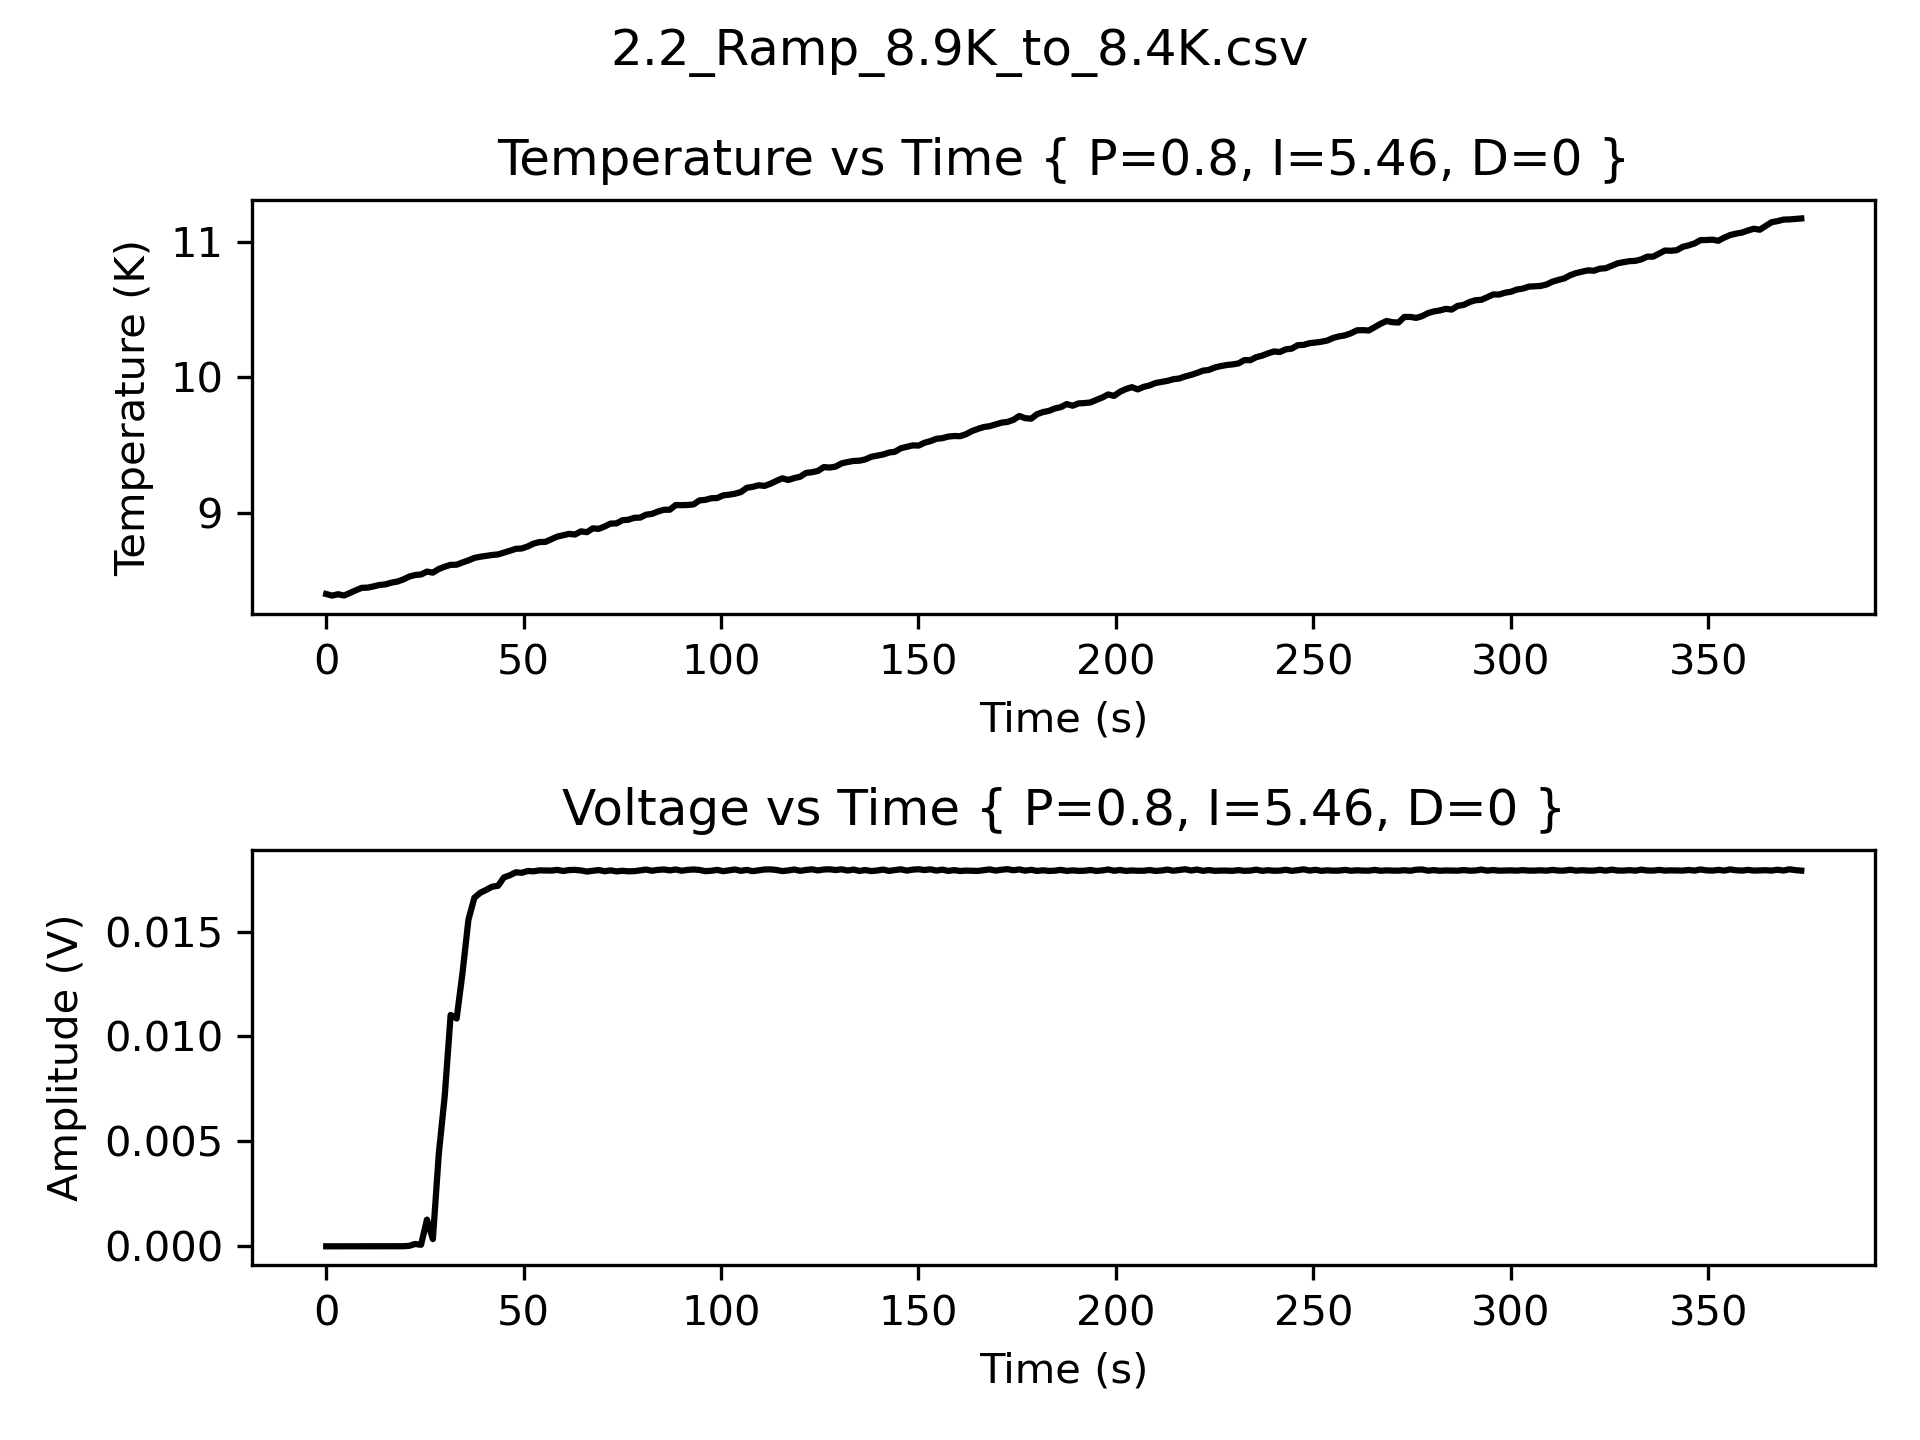 2.2_Ramp_8.9K_to_8.4K.csv
Temperature vs Time { P=0.8, I=5.46, D=0 }
Temperature (K)
11
10
9
0 50 100 150 200 250 300 350
Time (s)
Voltage vs Time { P=0.8, I=5.46, D=0 }
Amplitude (V)
0.015
0.010
0.005
0.000
0 50 100 150 200 250 300 350
Time (s)